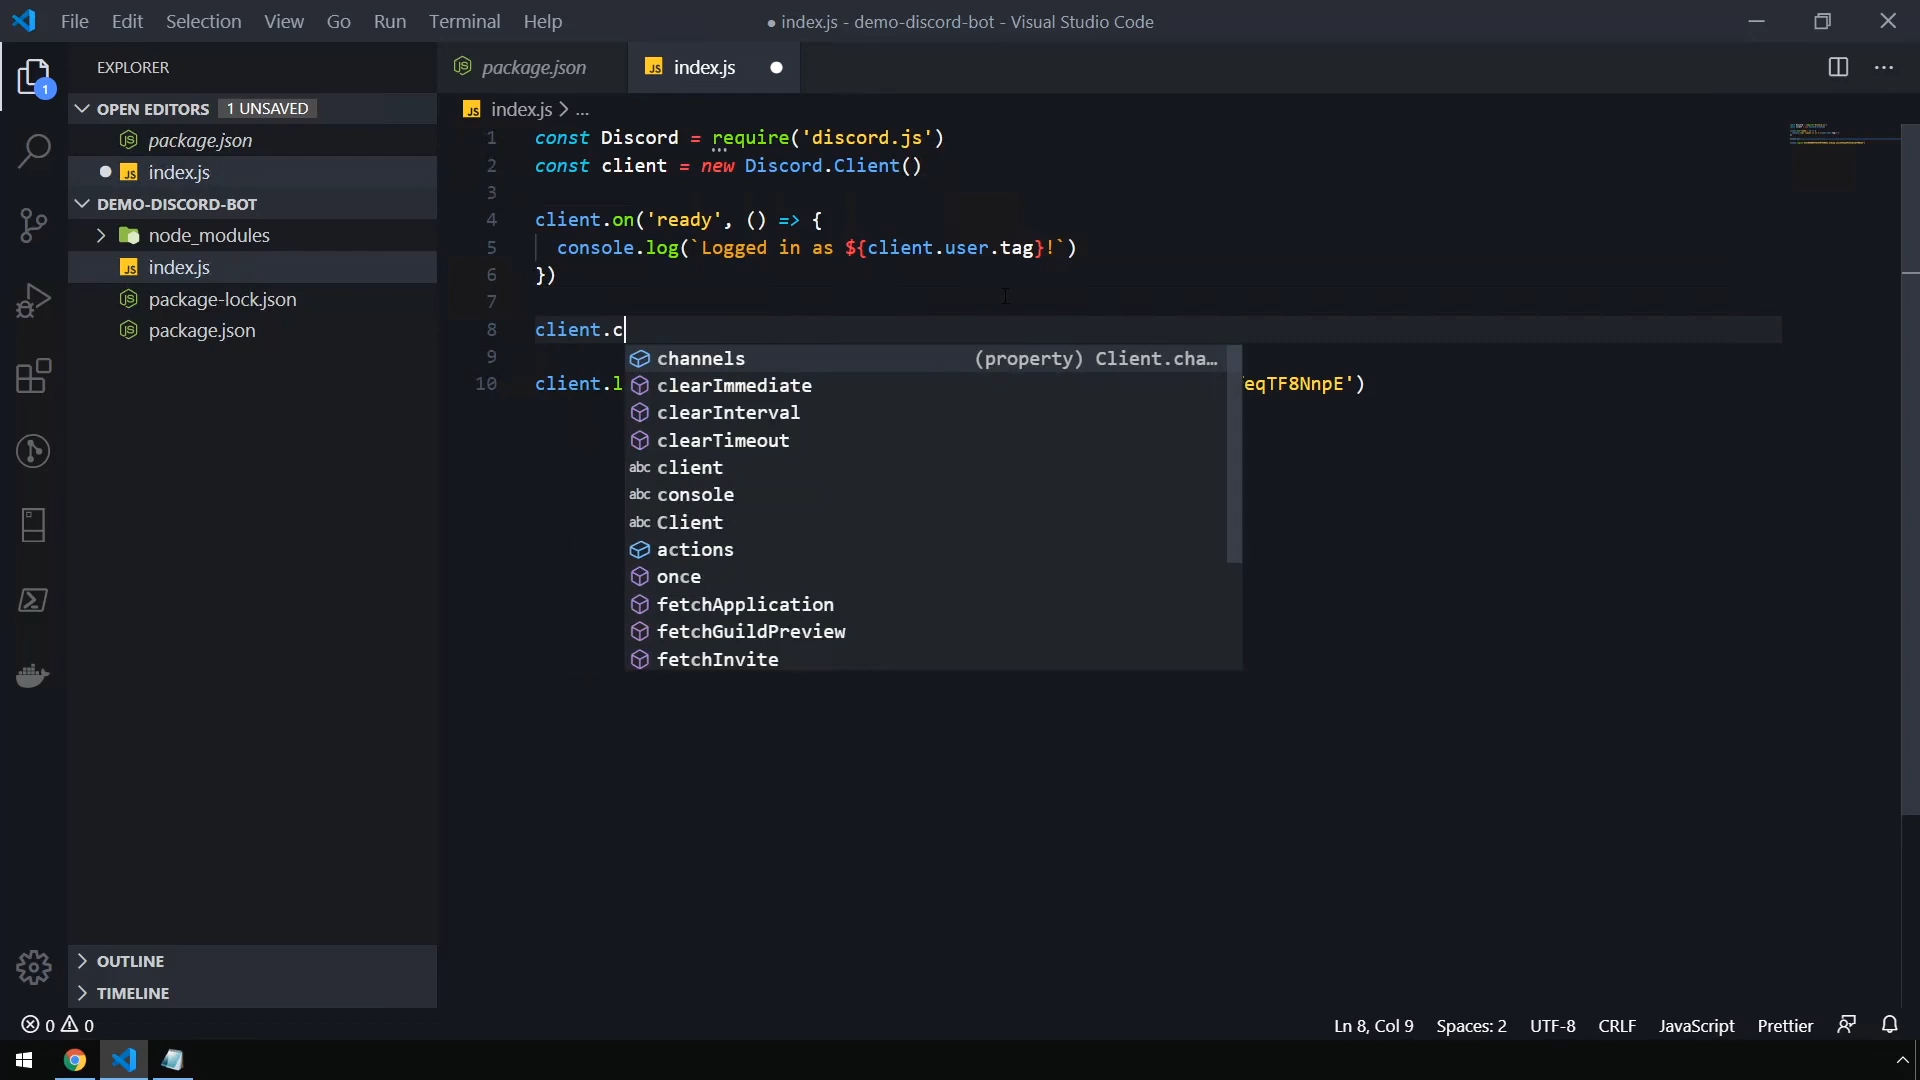 File Edit Selection View Go Run Terminal Help
● index.js - demo-discord-bot - Visual Studio Code
EXPLORER
OPEN EDITORS 1 UNSAVED
package.json
index.js
DEMO-DISCORD-BOT
node_modules
index.js
package-lock.json
package.json
OUTLINE
TIMELINE
1
package.json
index.js
index.js > ...
1 const Discord = require('discord.js')
2 const client = new Discord.Client()
3
4 client.on('ready', () => {
5 console.log(`Logged in as ${client.user.tag}!`)
6 })
7
8 client.c
9
10 client.l eqTF8NnpE')
channels (property) Client.cha…
clearImmediate
clearInterval
clearTimeout
abc client
abc console
abc Client
actions
once
fetchApplication
fetchGuildPreview
fetchInvite
0 0
Ln 8, Col 9 Spaces: 2 UTF-8 CRLF JavaScript Prettier